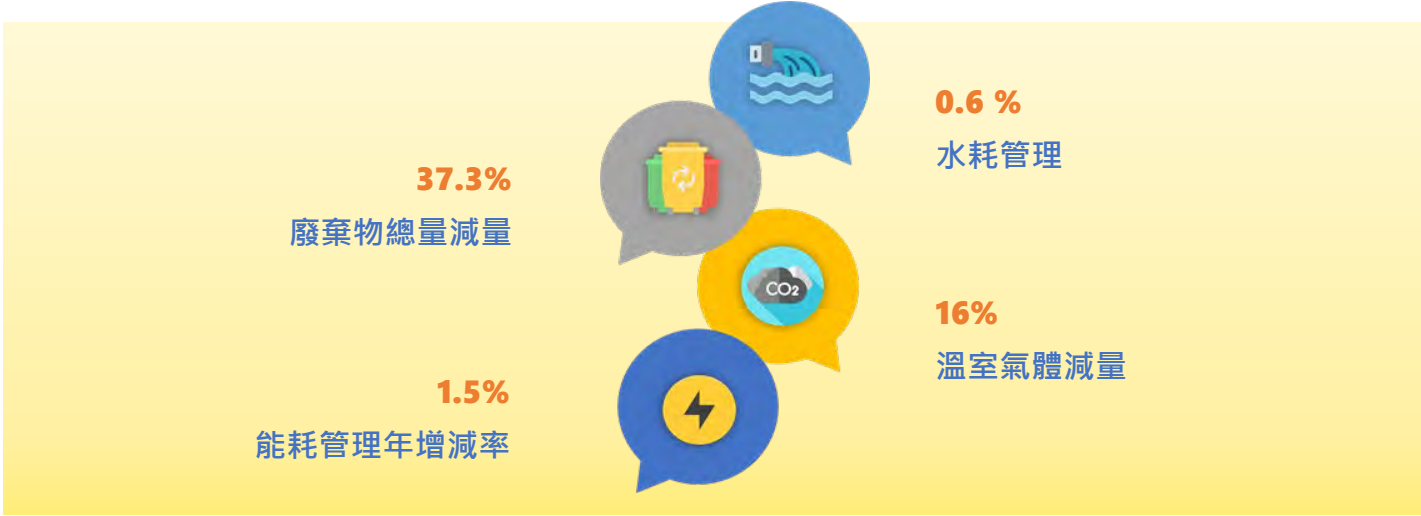 0.6 %
水耗管理
37.3%
廢棄物總量減量
CO2
16%
溫室氣體減量
1.5%
能耗管理年增減率